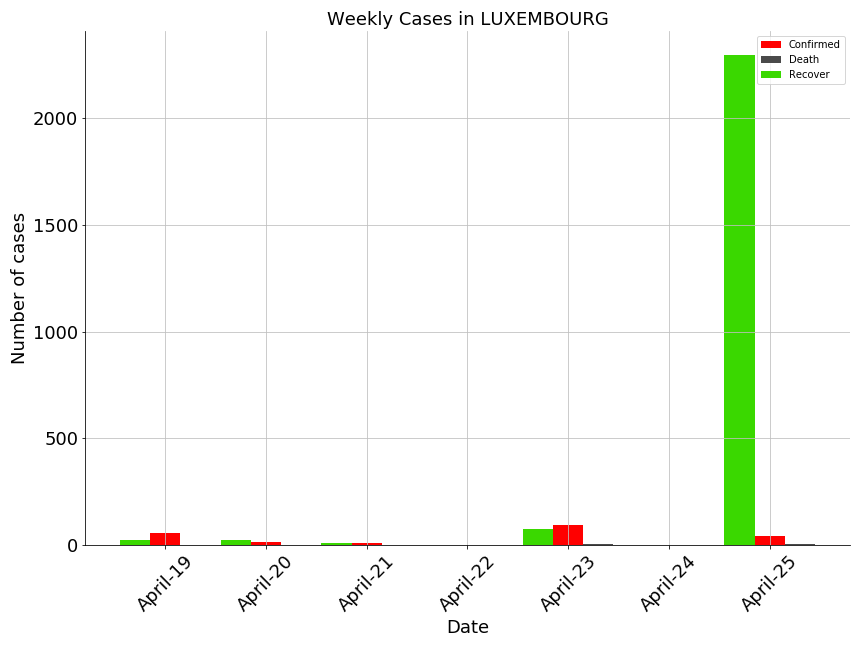 Weekly Cases in LUXEMBOURG
Confirmed
Death
Recover
Number of cases
2000
1500
1000
500
0
April-19
April-20
April-21
April-22
April-23
April-24
April-25
Date